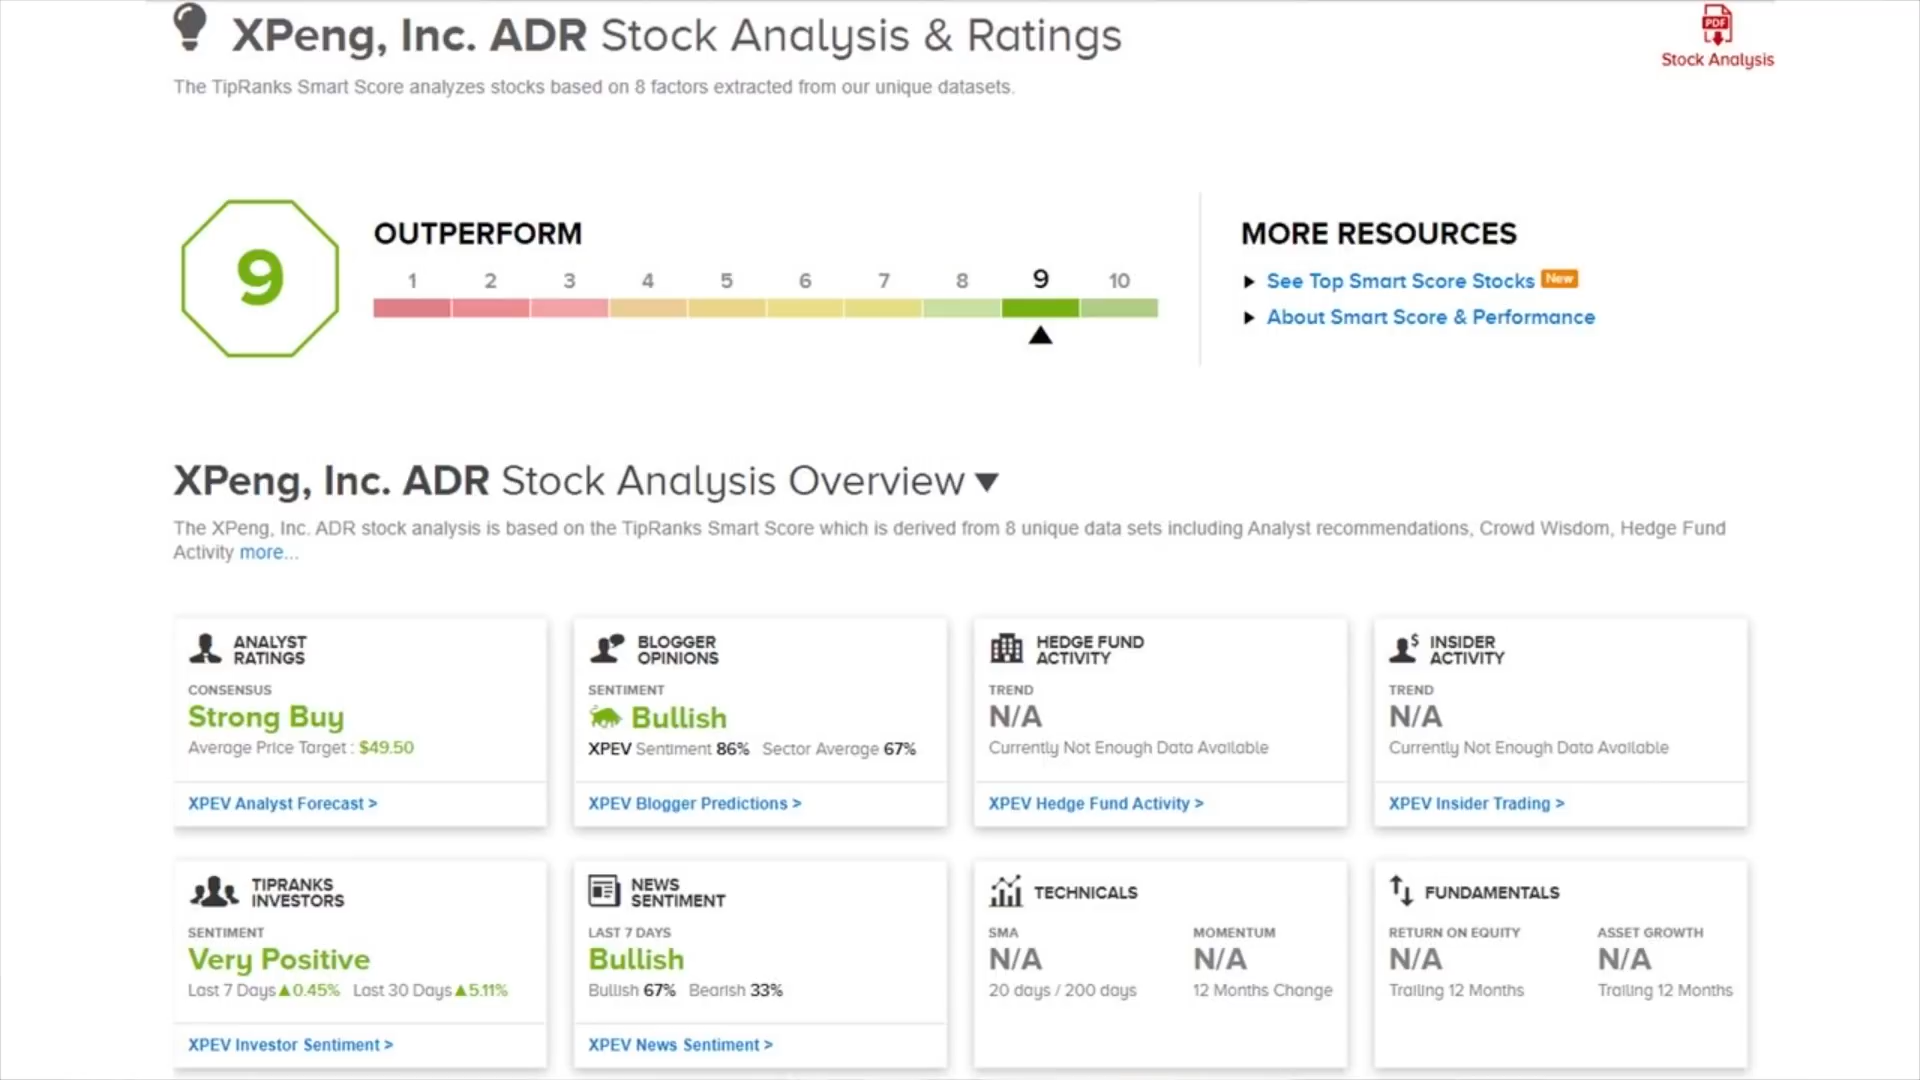 XPeng, Inc. ADR Stock Analysis & Ratings
PDF
Stock Analysis
The TipRanks Smart Score analyzes stocks based on 8 factors extracted from our unique datasets.
9
OUTPERFORM
1 2 3 4 5 6 7 8 9 10
MORE RESOURCES
See Top Smart Score Stocks New
About Smart Score & Performance
XPeng, Inc. ADR Stock Analysis Overview
The XPeng, Inc. ADR stock analysis is based on the TipRanks Smart Score which is derived from 8 unique data sets including Analyst recommendations, Crowd Wisdom, Hedge Fund
Activity more...
ANALYST
RATINGS
CONSENSUS
Strong Buy
Average Price Target : $49.50
XPEV Analyst Forecast >
BLOGGER
OPINIONS
SENTIMENT
Bullish
XPEV Sentiment 86% Sector Average 67%
XPEV Blogger Predictions >
HEDGE FUND
ACTIVITY
TREND
N/A
Currently Not Enough Data Available
XPEV Hedge Fund Activity >
INSIDER
ACTIVITY
TREND
N/A
Currently Not Enough Data Available
XPEV Insider Trading >
TIPRANKS
INVESTORS
SENTIMENT
Very Positive
Last 7 Days ▲0.45% Last 30 Days ▲5.11%
XPEV Investor Sentiment >
NEWS
SENTIMENT
LAST 7 DAYS
Bullish
Bullish 67% Bearish 33%
XPEV News Sentiment >
TECHNICALS
SMA
N/A
20 days / 200 days
MOMENTUM
N/A
12 Months Change
FUNDAMENTALS
RETURN ON EQUITY
N/A
Trailing 12 Months
ASSET GROWTH
N/A
Trailing 12 Months